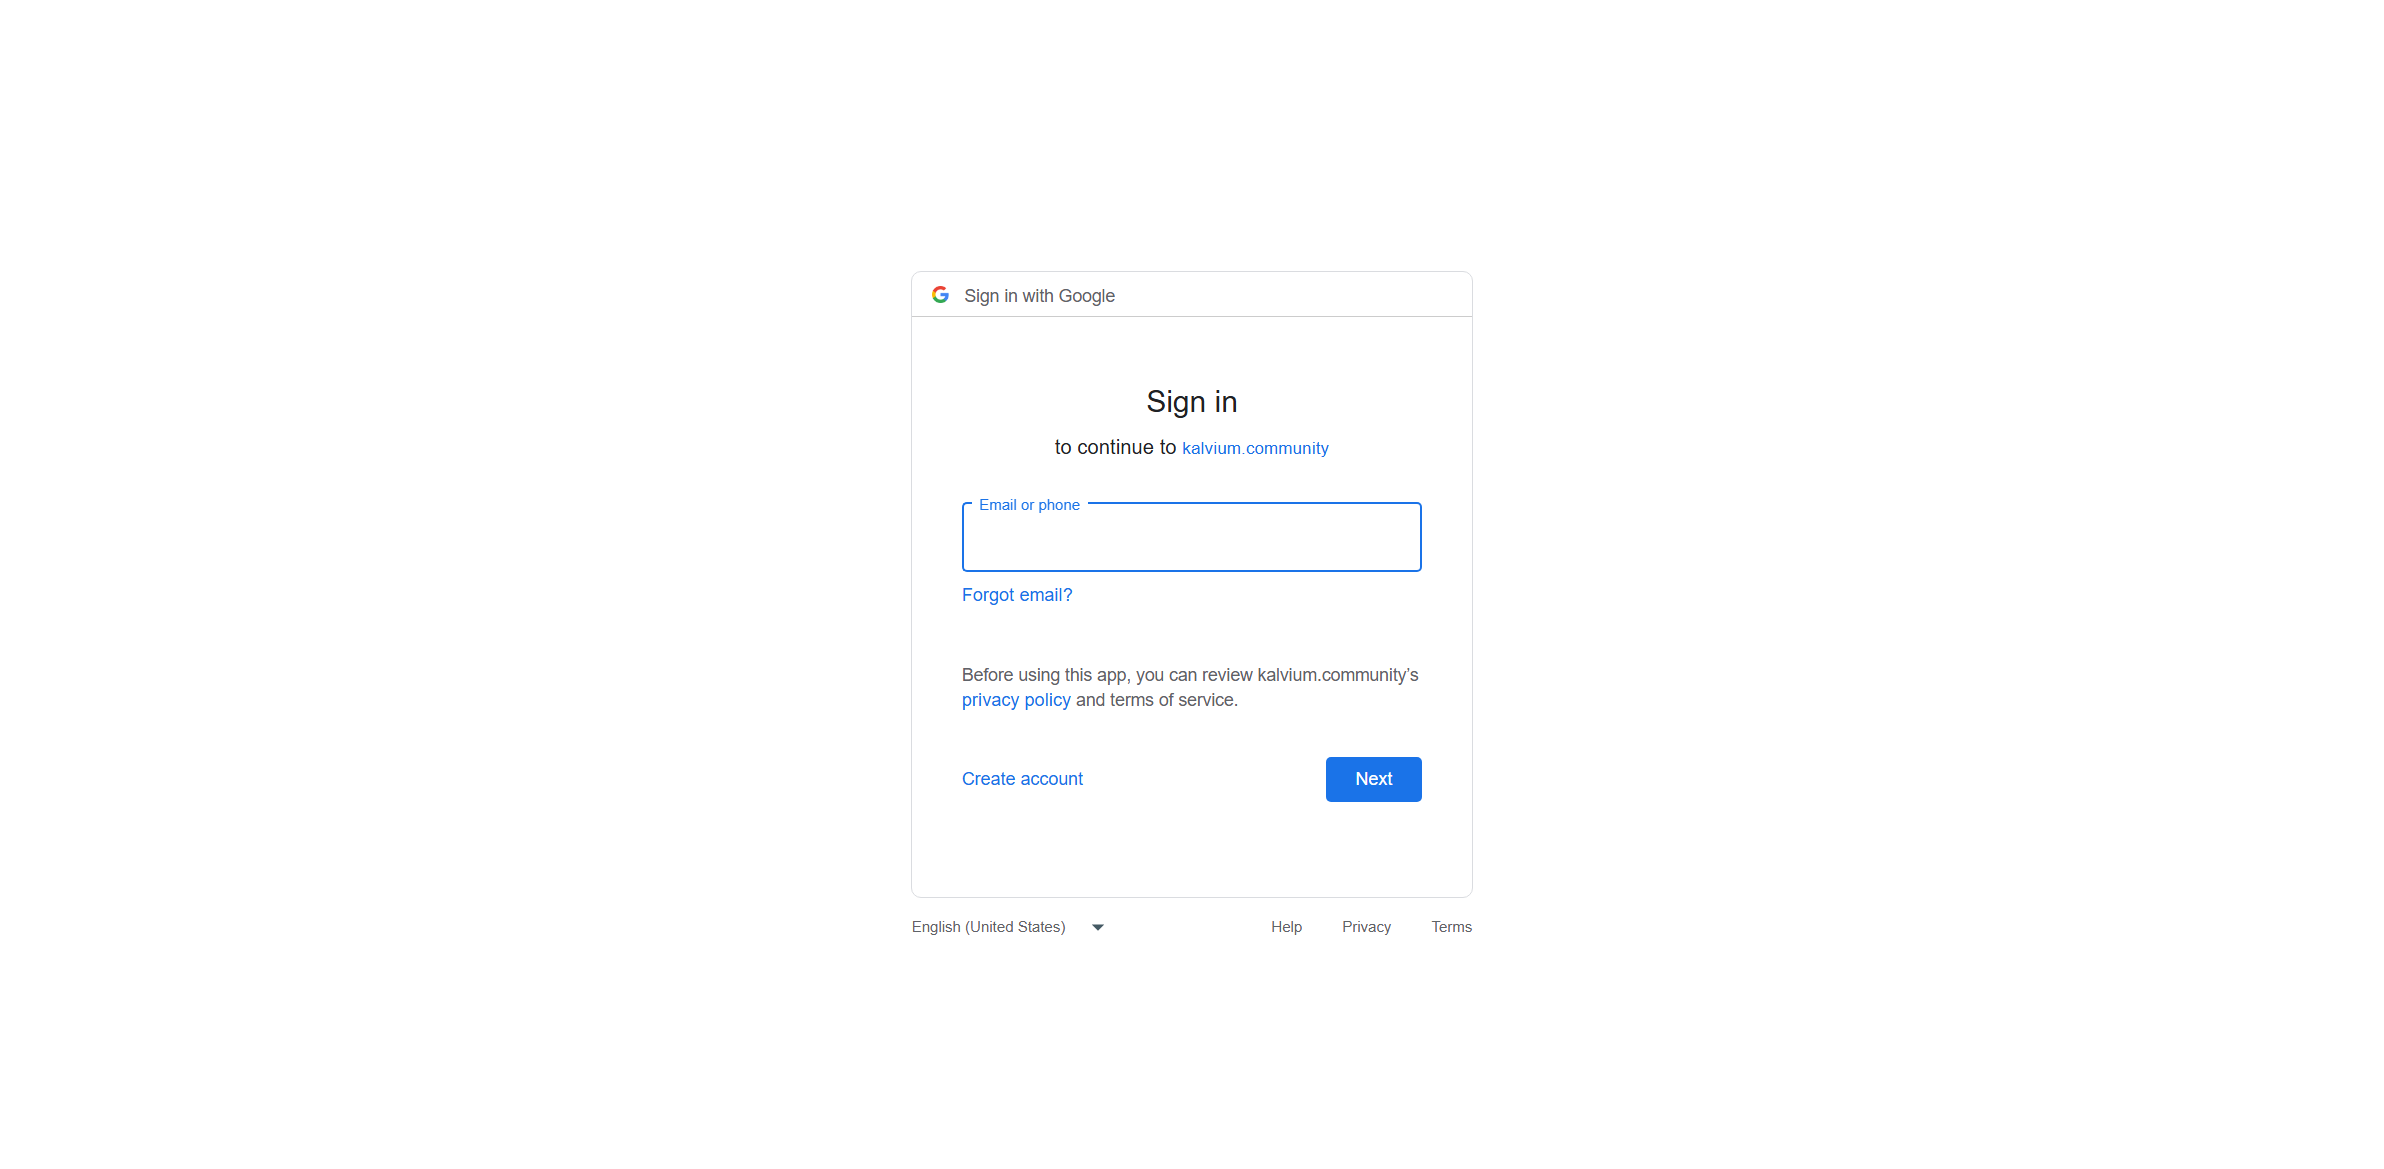 Sign in with Google
Sign in
to continue to kalvium.community
Email or phone
Forgot email?
Before using this app, you can review kalvium.community’s
privacy policy and terms of service.
Create account
Next
English (United States)
Help
Privacy
Terms